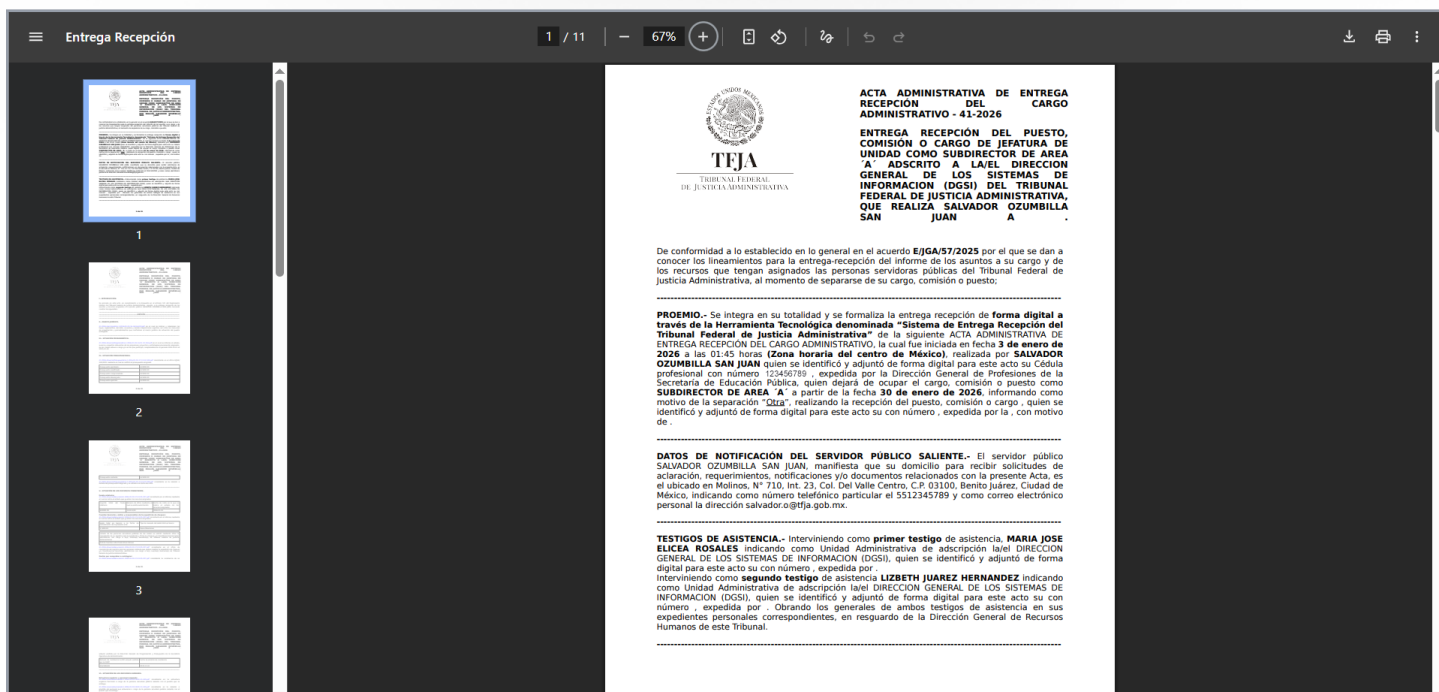 Entrega Recepción
1 / 11
67%
1
2
3
ESTADOS UNIDOS MEXICANOS
TFJA
TRIBUNAL FEDERAL
DE JUSTICIA ADMINISTRATIVA
ACTA ADMINISTRATIVA DE ENTREGA
RECEPCIÓN DEL CARGO
ADMINISTRATIVO - 41-2026
ENTREGA RECEPCIÓN DEL PUESTO,
COMISIÓN O CARGO DE JEFATURA DE
UNIDAD COMO SUBDIRECTOR DE AREA
´A´ ADSCRITO A LA/EL DIRECCION
GENERAL DE LOS SISTEMAS DE
INFORMACION (DGSI) DEL TRIBUNAL
FEDERAL DE JUSTICIA ADMINISTRATIVA,
QUE REALIZA SALVADOR OZUMBILLA
SAN JUAN A .
De conformidad a lo establecido en lo general en el acuerdo E/JGA/57/2025 por el que se dan a
conocer los lineamientos para la entrega-recepción del informe de los asuntos a su cargo y de
los recursos que tengan asignados las personas servidoras públicas del Tribunal Federal de
Justicia Administrativa, al momento de separarse de su cargo, comisión o puesto;
PROEMIO.- Se integra en su totalidad y se formaliza la entrega recepción de forma digital a
través de la Herramienta Tecnológica denominada “Sistema de Entrega Recepción del
Tribunal Federal de Justicia Administrativa” de la siguiente ACTA ADMINISTRATIVA DE
ENTREGA RECEPCIÓN DEL CARGO ADMINISTRATIVO, la cual fue iniciada en fecha 3 de enero de
2026 a las 01:45 horas (Zona horaria del centro de México), realizada por SALVADOR
OZUMBILLA SAN JUAN quien se identificó y adjuntó de forma digital para este acto su Cédula
profesional con número 123456789 , expedida por la Dirección General de Profesiones de la
Secretaría de Educación Pública, quien dejará de ocupar el cargo, comisión o puesto como
SUBDIRECTOR DE AREA ´A´ a partir de la fecha 30 de enero de 2026, informando como
motivo de la separación “Otra”, realizando la recepción del puesto, comisión o cargo , quien se
identificó y adjuntó de forma digital para este acto su con número , expedida por la , con motivo
de .
DATOS DE NOTIFICACIÓN DEL SERVIDOR PÚBLICO SALIENTE.- El servidor público
SALVADOR OZUMBILLA SAN JUAN, manifiesta que su domicilio para recibir solicitudes de
aclaración, requerimientos, notificaciones y/o documentos relacionados con la presente Acta, es
el ubicado en Molinos, N° 710, Int. 23, Col. Del Valle Centro, C.P. 03100, Benito Juárez, Ciudad de
México, indicando como número telefónico particular el 5512345789 y como correo electrónico
personal la dirección salvador.o@tfja.gob.mx.
TESTIGOS DE ASISTENCIA.- Interviniendo como primer testigo de asistencia, MARIA JOSE
ELICEA ROSALES indicando como Unidad Administrativa de adscripción la/el DIRECCION
GENERAL DE LOS SISTEMAS DE INFORMACION (DGSI), quien se identificó y adjuntó de forma
digital para este acto su con número , expedida por .
Interviniendo como segundo testigo de asistencia LIZBETH JUAREZ HERNANDEZ indicando
como Unidad Administrativa de adscripción la/el DIRECCION GENERAL DE LOS SISTEMAS DE
INFORMACION (DGSI), quien se identificó y adjuntó de forma digital para este acto su con
número , expedida por . Obrando los generales de ambos testigos de asistencia en sus
expedientes personales correspondientes, en resguardo de la Dirección General de Recursos
Humanos de este Tribunal.